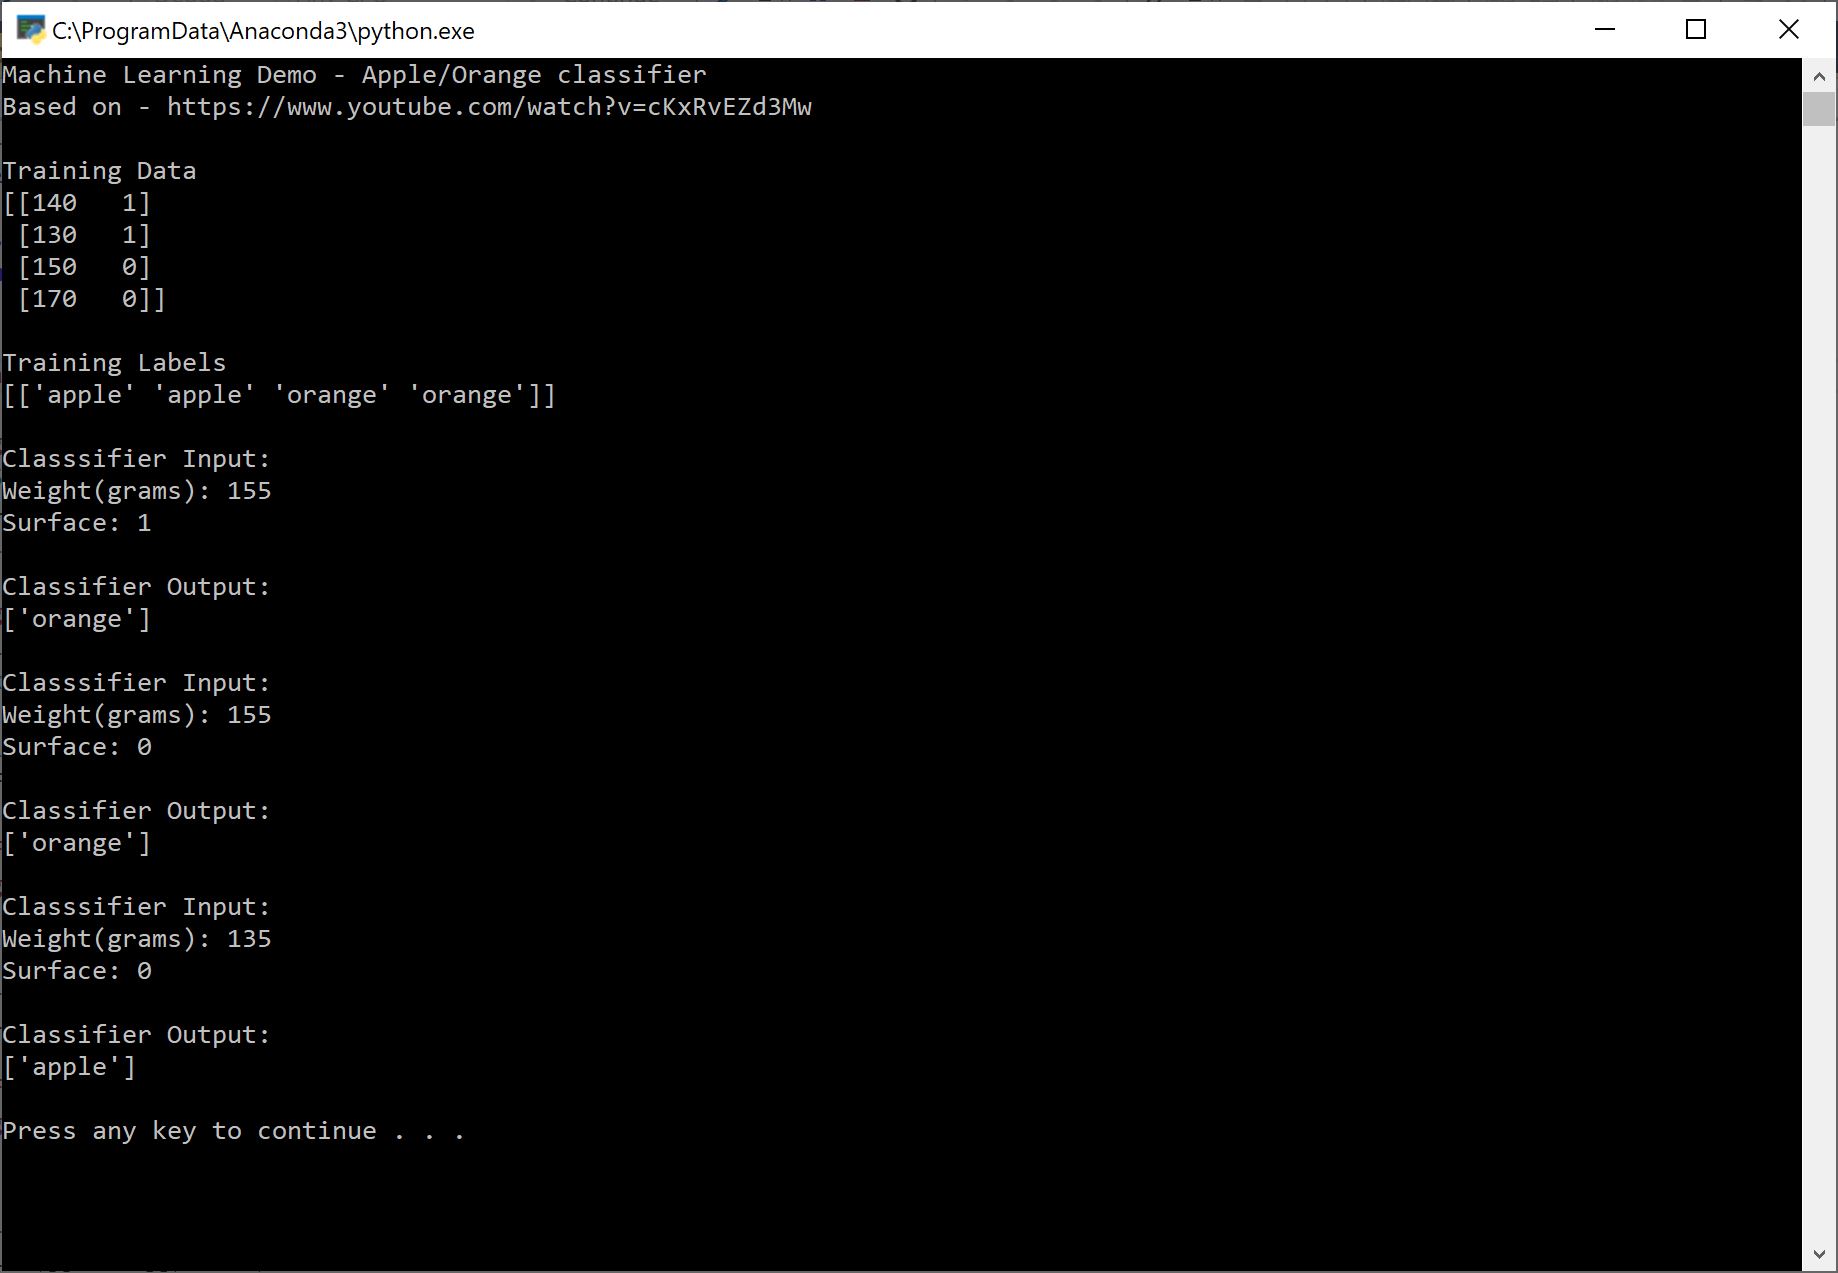 C:\ProgramData\Anaconda3\python.exe
Machine Learning Demo - Apple/Orange classifier
Based on - https://www.youtube.com/watch?v=cKxRvEZd3Mw
Training Data
[[140   1]
 [130   1]
 [150   0]
 [170   0]]
Training Labels
[['apple' 'apple' 'orange' 'orange']]
Classsifier Input:
Weight(grams): 155
Surface: 1
Classifier Output:
['orange']
Classsifier Input:
Weight(grams): 155
Surface: 0
Classifier Output:
['orange']
Classsifier Input:
Weight(grams): 135
Surface: 0
Classifier Output:
['apple']
Press any key to continue . . .